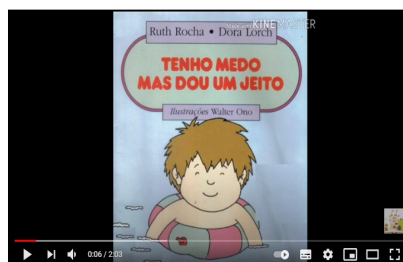 KINEMASTER
Ruth Rocha • Dora Lorch
TENHO MEDO
MAS DOU UM JEITO
Ilustrações Walter Ono
0:06 / 2:03